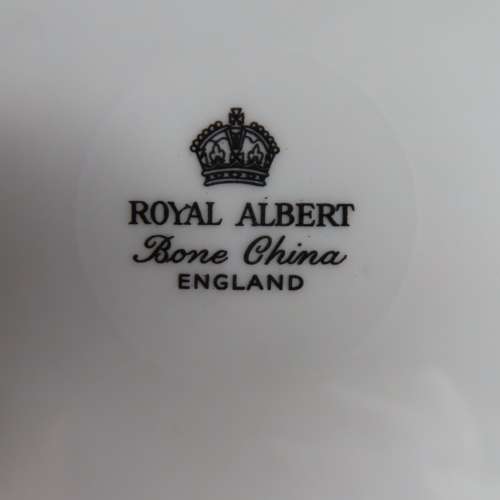 ROYAL ALBERT
Bone China
ENGLAND